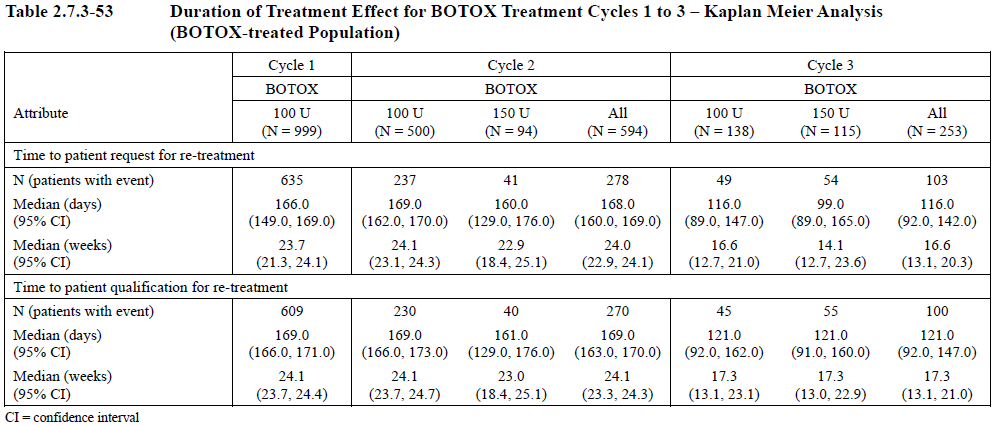 Table 2.7.3-53 Duration of Treatment Effect for BOTOX Treatment Cycles 1 to 3 – Kaplan Meier Analysis
(BOTOX-treated Population)
Cycle 1 Cycle 2 Cycle 3
BOTOX BOTOX BOTOX
Attribute 100 U 100 U 150 U All 100 U 150 U All
(N = 999) (N = 500) (N = 94) (N = 594) (N = 138) (N = 115) (N = 253)
Time to patient request for re-treatment
N (patients with event) 635 237 41 278 49 54 103
Median (days) 166.0 169.0 160.0 168.0 116.0 99.0 116.0
(95% CI) (149.0, 169.0) (162.0, 170.0) (129.0, 176.0) (160.0, 169.0) (89.0, 147.0) (89.0, 165.0) (92.0, 142.0)
Median (weeks) 23.7 24.1 22.9 24.0 16.6 14.1 16.6
(95% CI) (21.3, 24.1) (23.1, 24.3) (18.4, 25.1) (22.9, 24.1) (12.7, 21.0) (12.7, 23.6) (13.1, 20.3)
Time to patient qualification for re-treatment
N (patients with event) 609 230 40 270 45 55 100
Median (days) 169.0 169.0 161.0 169.0 121.0 121.0 121.0
(95% CI) (166.0, 171.0) (166.0, 173.0) (129.0, 176.0) (163.0, 170.0) (92.0, 162.0) (91.0, 160.0) (92.0, 147.0)
Median (weeks) 24.1 24.1 23.0 24.1 17.3 17.3 17.3
(95% CI) (23.7, 24.4) (23.7, 24.7) (18.4, 25.1) (23.3, 24.3) (13.1, 23.1) (13.0, 22.9) (13.1, 21.0)
CI = confidence interval